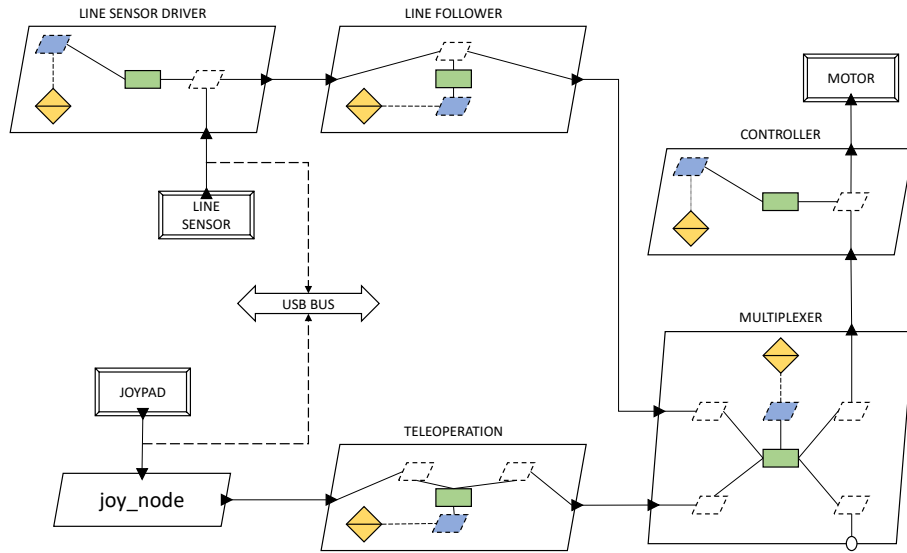 LINE SENSOR DRIVER
LINE FOLLOWER
MOTOR
CONTROLLER
LINE
SENSOR
USB BUS
MULTIPLEXER
JOYPAD
TELEOPERATION
joy_node